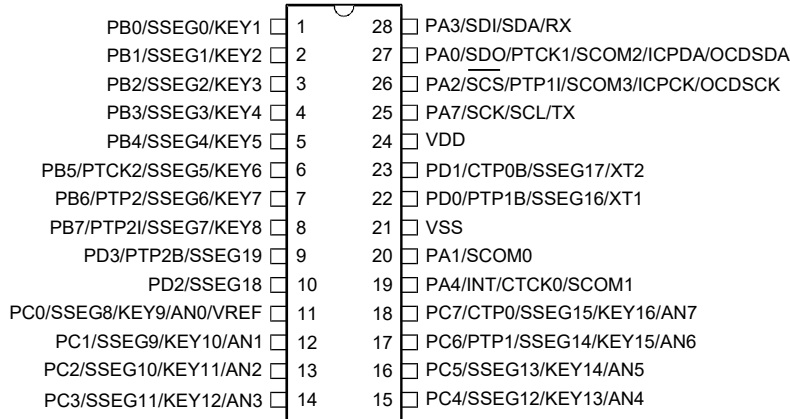 PB0/SSEG0/KEY1 1 28 PA3/SDI/SDA/RX
PB1/SSEG1/KEY2 2 27 PA0/SDO/PTCK1/SCOM2/ICPDA/OCDSDA
PB2/SSEG2/KEY3 3 26 PA2/SCS/PTP1I/SCOM3/ICPCK/OCDSCK
PB3/SSEG3/KEY4 4 25 PA7/SCK/SCL/TX
PB4/SSEG4/KEY5 5 24 VDD
PB5/PTCK2/SSEG5/KEY6 6 23 PD1/CTP0B/SSEG17/XT2
PB6/PTP2/SSEG6/KEY7 7 22 PD0/PTP1B/SSEG16/XT1
PB7/PTP2I/SSEG7/KEY8 8 21 VSS
PD3/PTP2B/SSEG19 9 20 PA1/SCOM0
PD2/SSEG18 10 19 PA4/INT/CTCK0/SCOM1
PC0/SSEG8/KEY9/AN0/VREF 11 18 PC7/CTP0/SSEG15/KEY16/AN7
PC1/SSEG9/KEY10/AN1 12 17 PC6/PTP1/SSEG14/KEY15/AN6
PC2/SSEG10/KEY11/AN2 13 16 PC5/SSEG13/KEY14/AN5
PC3/SSEG11/KEY12/AN3 14 15 PC4/SSEG12/KEY13/AN4